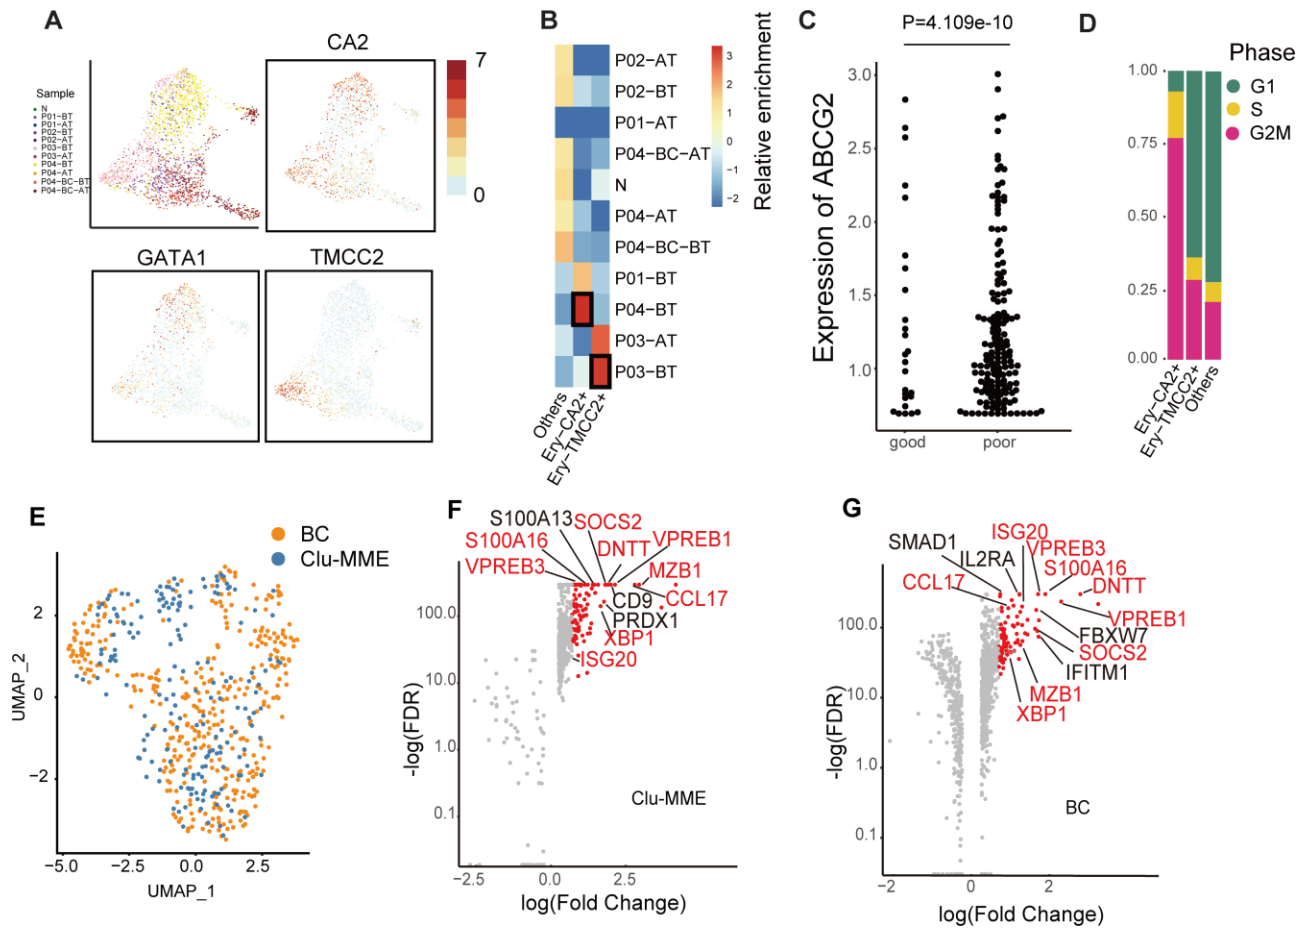 A
CA2
Sample
N
P01-BT
P01-AT
P02-BT
P02-AT
P03-BT
P03-AT
P04-BT
P04-AT
P04-BC-BT
P04-BC-AT
7
0
GATA1
TMCC2
B
P02-AT
P02-BT
P01-AT
P04-BC-AT
N
P04-AT
P04-BC-BT
P01-BT
P04-BT
P03-AT
P03-BT
Others
Ery-CA2+
Ery-TMCC2+
3
2
1
0
-1
-2
Relative enrichment
C
P=4.109e-10
Expression of ABCG2
3.0
2.5
2.0
1.5
1.0
good
poor
D
Phase
G1
S
G2M
1.00
0.75
0.50
0.25
0.00
Ery-CA2+
Ery-TMCC2+
Others
E
BC
Clu-MME
UMAP_2
2
0
-2
-5.0
-2.5
0.0
2.5
UMAP_1
F
S100A13
SOCS2
S100A16
DNTT
VPREB1
VPREB3
MZB1
CCL17
CD9
PRDX1
XBP1
ISG20
-log(FDR)
100.0
10.0
1.0
0.1
Clu-MME
-2.5
0.0
2.5
log(Fold Change)
G
ISG20
SMAD1
VPREB3
IL2RA
S100A16
CCL17
DNTT
VPREB1
FBXW7
SOCS2
IFITM1
MZB1
XBP1
-log(FDR)
100.0
10.0
1.0
0.1
BC
-2
0
2
log(Fold Change)